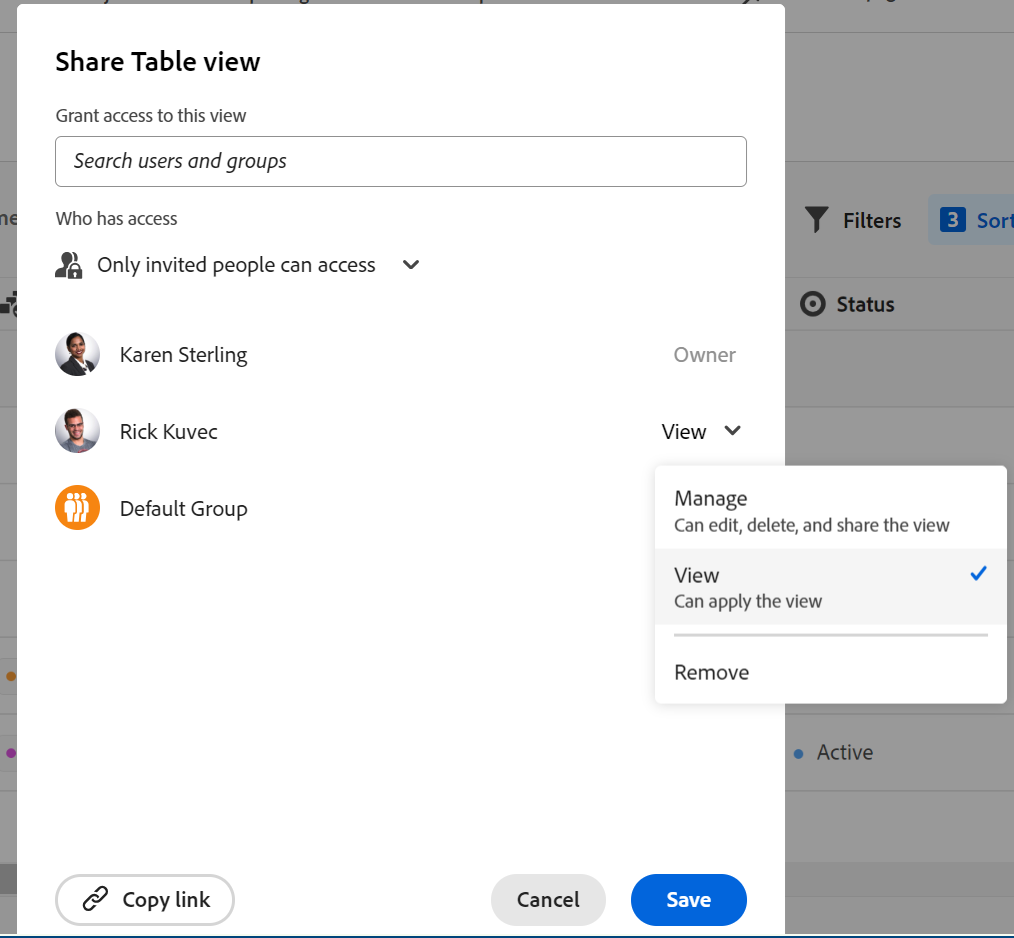 Share Table view
Grant access to this view
Search users and groups
Who has access
Only invited people can access
Filters
3 Sort
Status
Karen Sterling
Owner
Rick Kuvec
View
Default Group
Manage
Can edit, delete, and share the view
View
Can apply the view
Remove
Active
Copy link
Cancel
Save